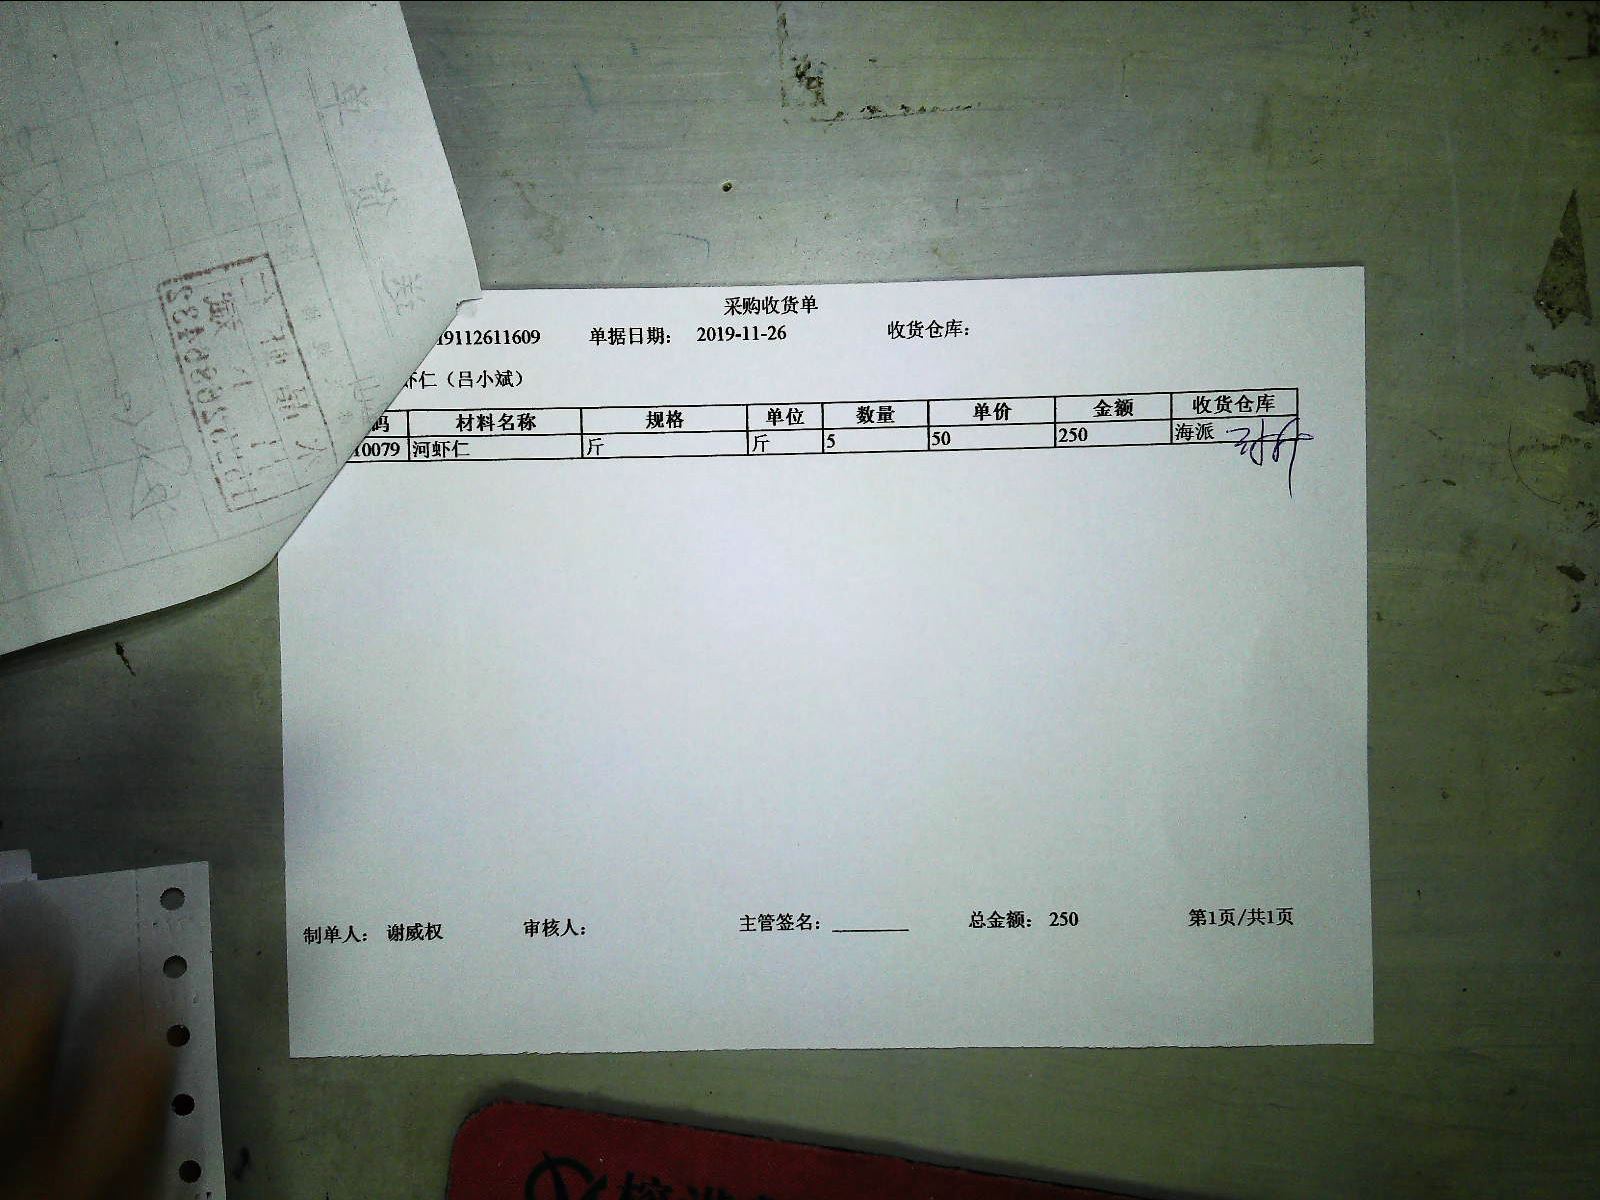 采购收货单
19112611609 单据日期： 2019-11-26 收货仓库：
虾仁（吕小斌）
码 材料名称 规格 单位 数量 单价 金额 收货仓库
10079 河虾仁 斤 斤 5 50 250 海派
制单人： 谢威权 审核人： 主管签名：________ 总金额： 250 第1页/共1页